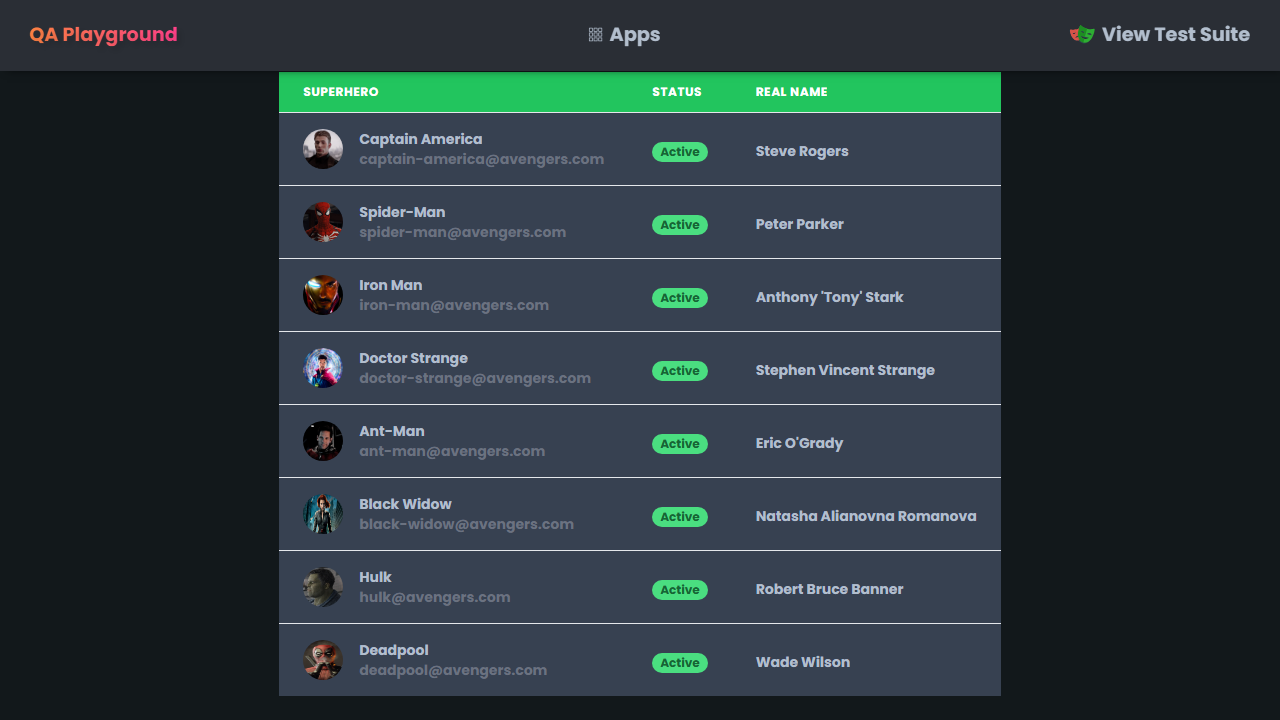 QA Playground
Apps
View Test Suite
SUPERHERO STATUS REAL NAME
Captain America
captain-america@avengers.com
Active
Steve Rogers
Spider-Man
spider-man@avengers.com
Active
Peter Parker
Iron Man
iron-man@avengers.com
Active
Anthony 'Tony' Stark
Doctor Strange
doctor-strange@avengers.com
Active
Stephen Vincent Strange
Ant-Man
ant-man@avengers.com
Active
Eric O'Grady
Black Widow
black-widow@avengers.com
Active
Natasha Alianovna Romanova
Hulk
hulk@avengers.com
Active
Robert Bruce Banner
Deadpool
deadpool@avengers.com
Active
Wade Wilson